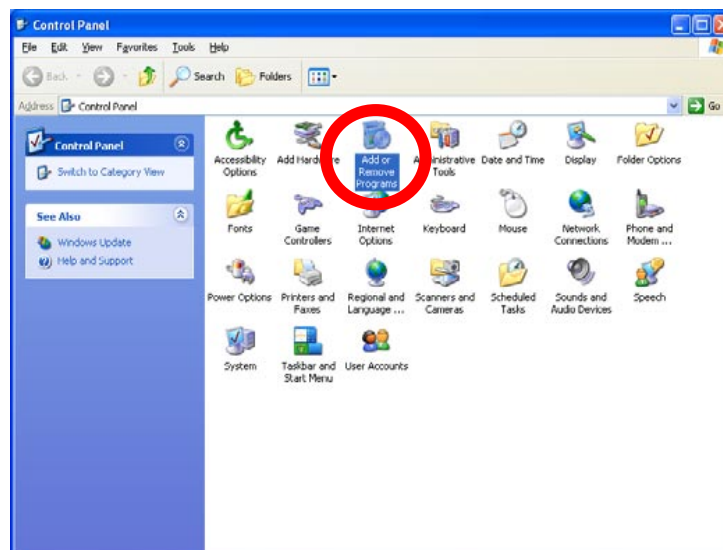 Control Panel
File Edit View Favorites Tools Help
Back Search Folders
Address Control Panel Go
Control Panel
Switch to Category View
See Also
Windows Update
Help and Support
Accessibility Options
Add Hardware
Add or Remove Programs
Administrative Tools
Date and Time
Display
Folder Options
Fonts
Game Controllers
Internet Options
Keyboard
Mouse
Network Connections
Phone and Modem ...
Power Options
Printers and Faxes
Regional and Language ...
Scanners and Cameras
Scheduled Tasks
Sounds and Audio Devices
Speech
System
Taskbar and Start Menu
User Accounts